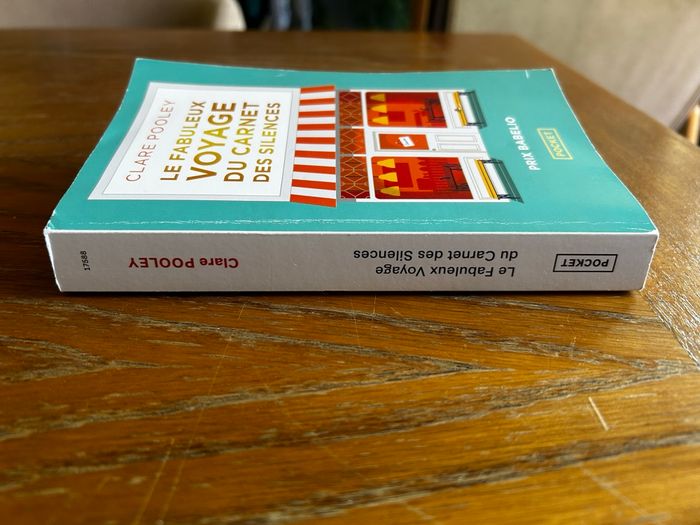 CLARE POOLEY
LE FABULEUX
VOYAGE
DU CARNET
DES SILENCES
PRIX BABELIO
POCKET
17588
Clare POOLEY
Le Fabuleux Voyage
du Carnet des Silences
POCKET